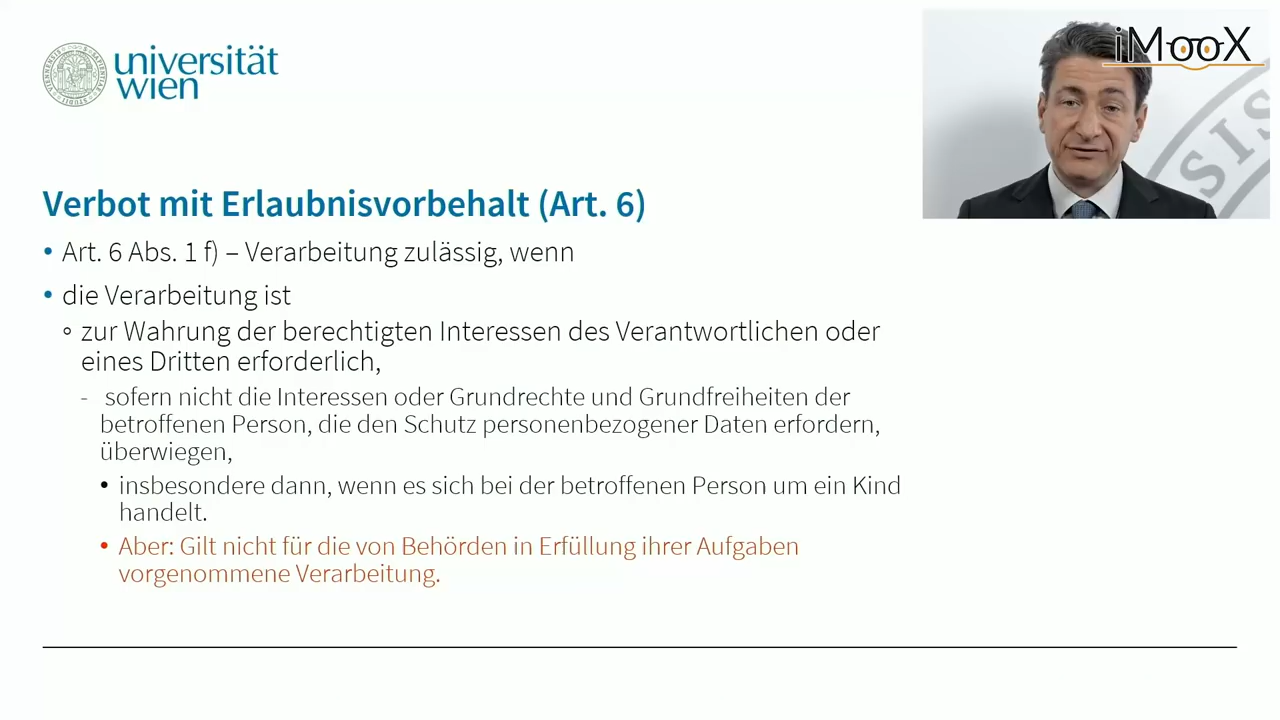 universität
wien
iMooX
SIS
Verbot mit Erlaubnisvorbehalt (Art. 6)
• Art. 6 Abs. 1 f) – Verarbeitung zulässig, wenn
• die Verarbeitung ist
∘ zur Wahrung der berechtigten Interessen des Verantwortlichen oder
eines Dritten erforderlich,
- sofern nicht die Interessen oder Grundrechte und Grundfreiheiten der
betroffenen Person, die den Schutz personenbezogener Daten erfordern,
überwiegen,
• insbesondere dann, wenn es sich bei der betroffenen Person um ein Kind
handelt.
• Aber: Gilt nicht für die von Behörden in Erfüllung ihrer Aufgaben
vorgenommene Verarbeitung.